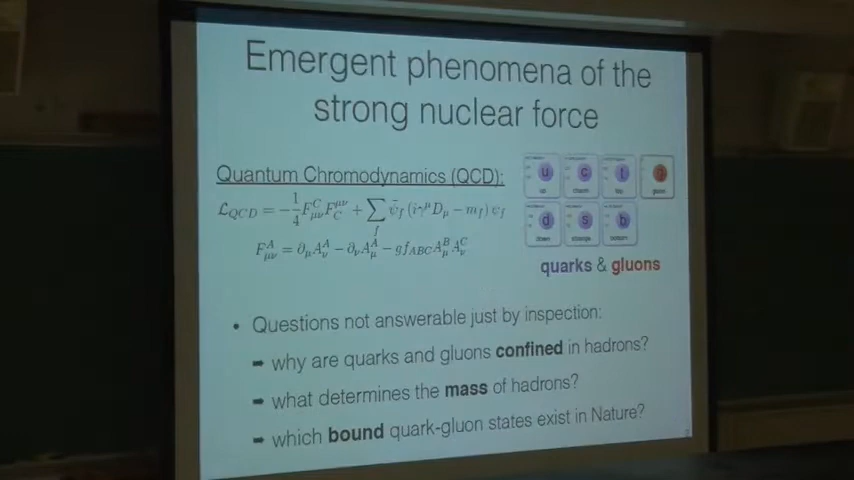 Emergent phenomena of the
strong nuclear force
Quantum Chromodynamics (QCD):
u c t g
up charm top gluon
ℒ_QCD = −1/4 F^C_μν F_C^μν + ∑_f ψ̄_f (iγ^μ D_μ − m_f) ψ_f
d s b
down strange bottom
F^A_μν = ∂_μ A^A_ν − ∂_ν A^A_μ − g f_ABC A^B_μ A^C_ν
quarks & gluons
• Questions not answerable just by inspection:
➡ why are quarks and gluons confined in hadrons?
➡ what determines the mass of hadrons?
➡ which bound quark-gluon states exist in Nature?